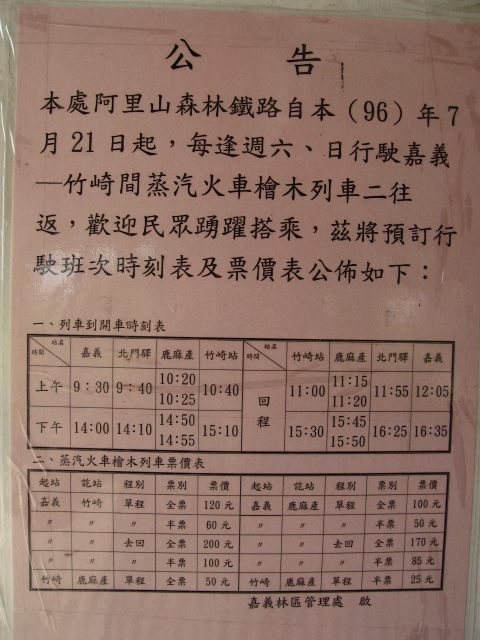 公告
本處阿里山森林鐵路自本（96）年7
月21日起，每逢週六、日行駛嘉義
—竹崎間蒸汽火車檜木列車二往
返，歡迎民眾踴躍搭乘，茲將預訂行
駛班次時刻表及票價表公佈如下：
一、列車到開車時刻表
時間 站名 嘉義 北門驛 鹿麻產 竹崎站 時間 站名 竹崎站 鹿麻產 北門驛 嘉義
上午 9：30 9：40 10:20 10:25 10:40 回程 11:00 11:15 11:20 11:55 12:05
下午 14:00 14:10 14:50 14:55 15:10 15:30 15:45 15:50 16:25 16:35
二、蒸汽火車檜木列車票價表
起站 訖站 程別 票別 票價 起站 訖站 程別 票別 票價
嘉義 竹崎 單程 全票 120元 嘉義 鹿麻產 單程 全票 100元
〃 〃 〃 半票 60元 〃 〃 〃 半票 50元
〃 〃 去回 全票 200元 〃 〃 去回 全票 170元
〃 〃 〃 半票 100元 〃 〃 〃 半票 85元
竹崎 鹿麻產 單程 全票 50元 竹崎 鹿麻產 單程 半票 25元
嘉義林區管理處 啟